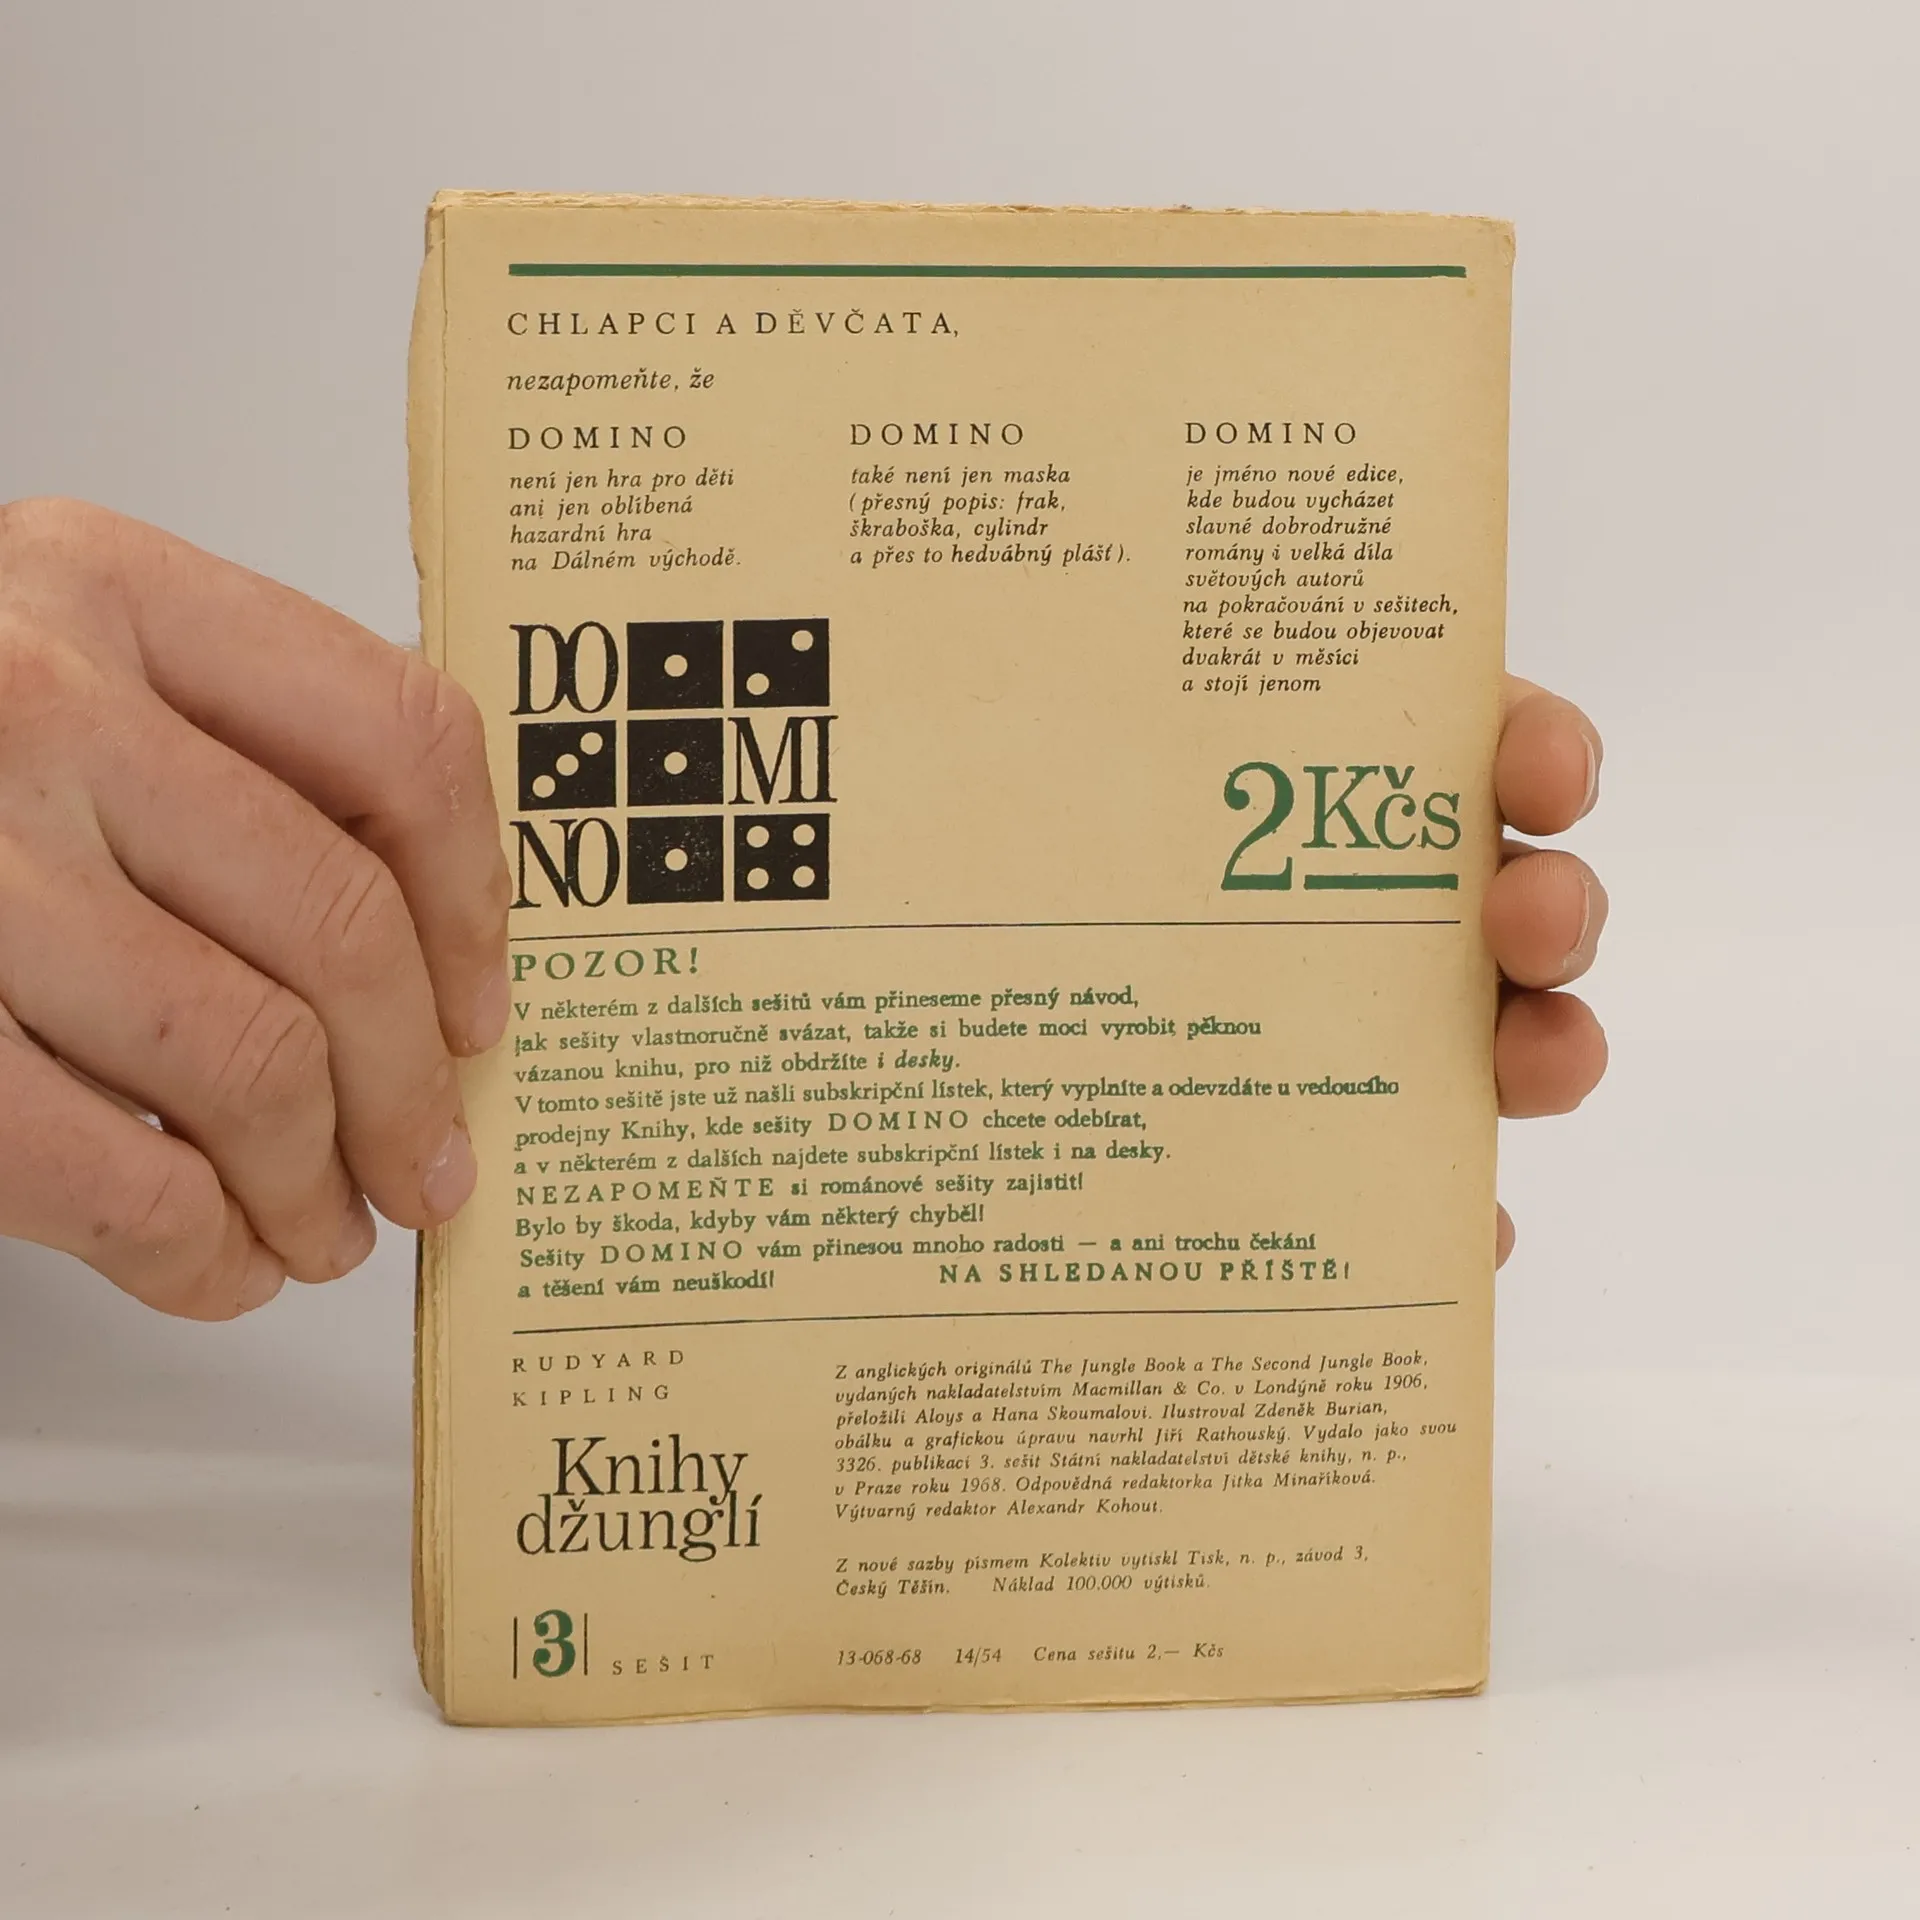 CHLAPCI A DĚVČATA,
nezapomeňte, že
DOMINO
není jen hra pro děti
ani jen oblíbená
hazardní hra
na Dálném východě.
DOMINO
také není jen maska
(přesný popis: frak,
škraboška, cylindr
a přes to hedvábný plášť).
DOMINO
je jméno nové edice,
kde budou vycházet
slavné dobrodružné
romány i velká díla
světových autorů
na pokračování v sešitech,
které se budou objevovat
dvakrát v měsíci
a stojí jenom
DO
MI
NO
2Kčs
POZOR!
V některém z dalších sešitů vám přineseme přesný návod,
jak sešity vlastnoručně svázat, takže si budete moci vyrobit pěknou
vázanou knihu, pro niž obdržíte i desky.
V tomto sešitě jste už našli subskripční lístek, který vyplníte a odevzdáte u vedoucího
prodejny Knihy, kde sešity DOMINO chcete odebírat,
a v některém z dalších najdete subskripční lístek i na desky.
NEZAPOMEŇTE si románové sešity zajistit!
Bylo by škoda, kdyby vám některý chyběl!
Sešity DOMINO vám přinesou mnoho radosti — a ani trochu čekání
a těšení vám neuškodí! NA SHLEDANOU PŘÍŠTĚ!
RUDYARD
KIPLING
Knihy
džunglí
|3| SEŠIT
Z anglických originálů The Jungle Book a The Second Jungle Book,
vydaných nakladatelstvím Macmillan & Co. v Londýně roku 1906,
přeložili Aloys a Hana Skoumalovi. Ilustroval Zdeněk Burian,
obálku a grafickou úpravu navrhl Jiří Rathouský. Vydalo jako svou
3326. publikaci 3. sešit Státní nakladatelství dětské knihy, n. p.,
v Praze roku 1968. Odpovědná redaktorka Jitka Minaříková.
Výtvarný redaktor Alexandr Kohout.
Z nové sazby písmem Kolektiv vytiskl Tisk, n. p., závod 3,
Český Těšín. Náklad 100.000 výtisků.
13-068-68 14/54 Cena sešitu 2,— Kčs